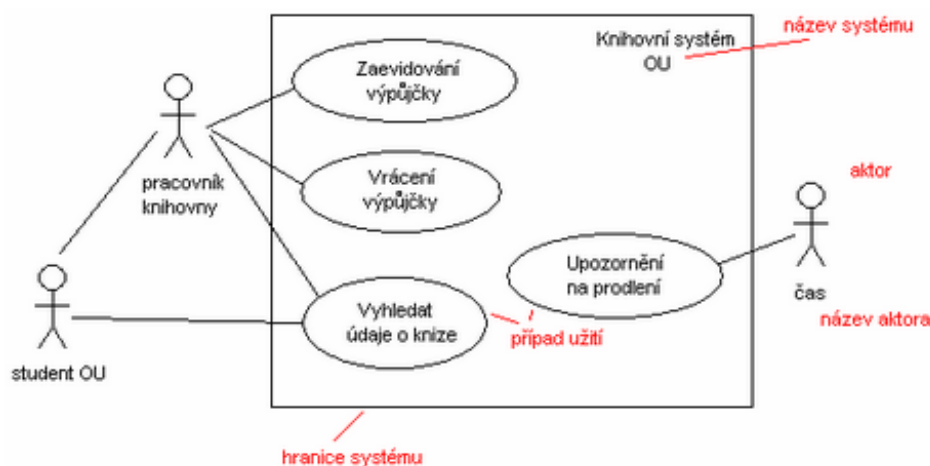 Knihovní systém
OU
název systému
Zaevidování
výpůjčky
pracovník
knihovny
Vrácení
výpůjčky
aktor
Upozornění
na prodlení
čas
Vyhledat
údaje o knize
případ užití
název aktora
student OU
hranice systému